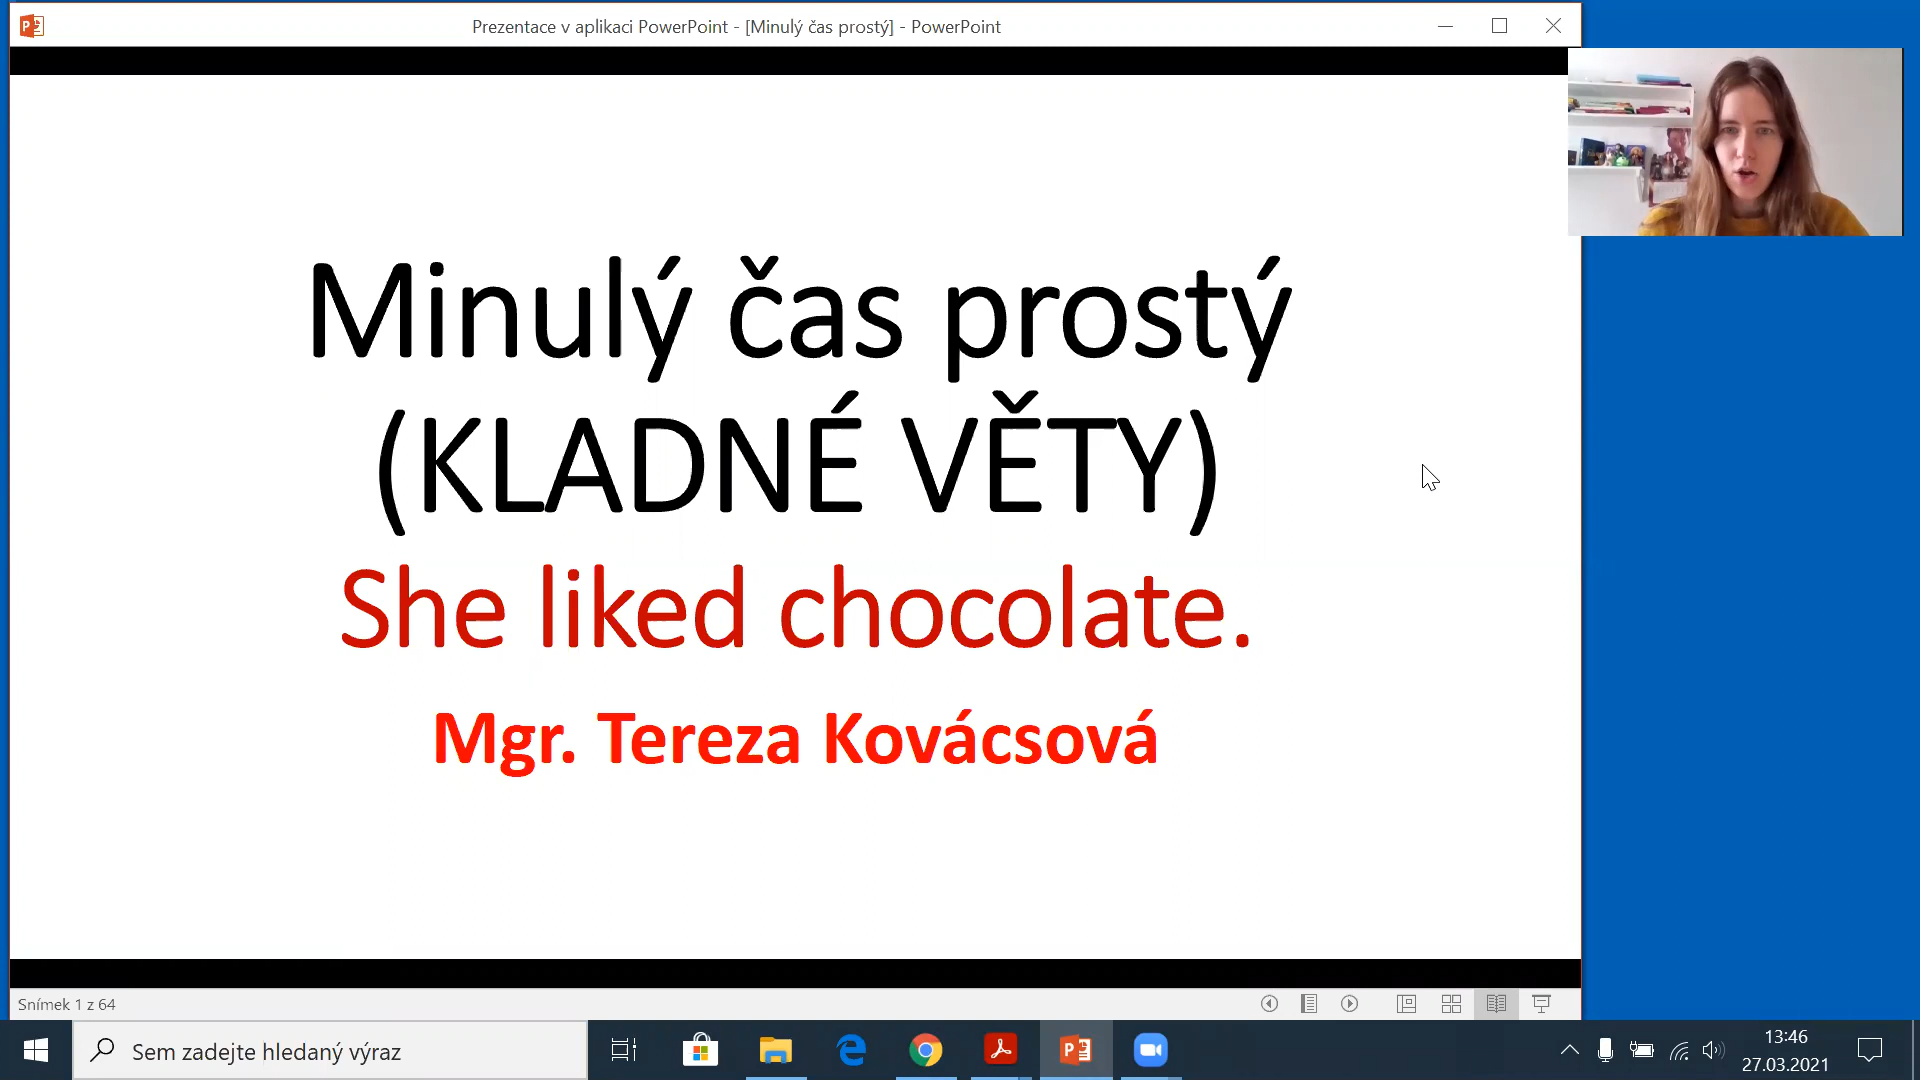 Prezentace v aplikaci PowerPoint - [Minulý čas prostý] - PowerPoint
Minulý čas prostý
(KLADNÉ VĚTY)
She liked chocolate.
Mgr. Tereza Kovácsová
Snímek 1 z 64
Sem zadejte hledaný výraz
13:46
27.03.2021